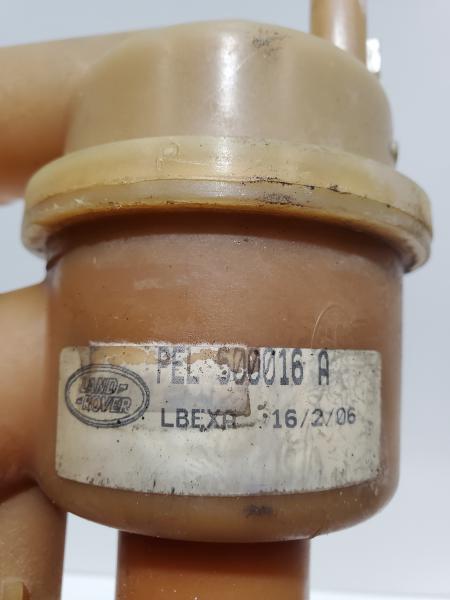 PEL 500016 A
LAND-
-ROVER
LBEXR 16/2/06